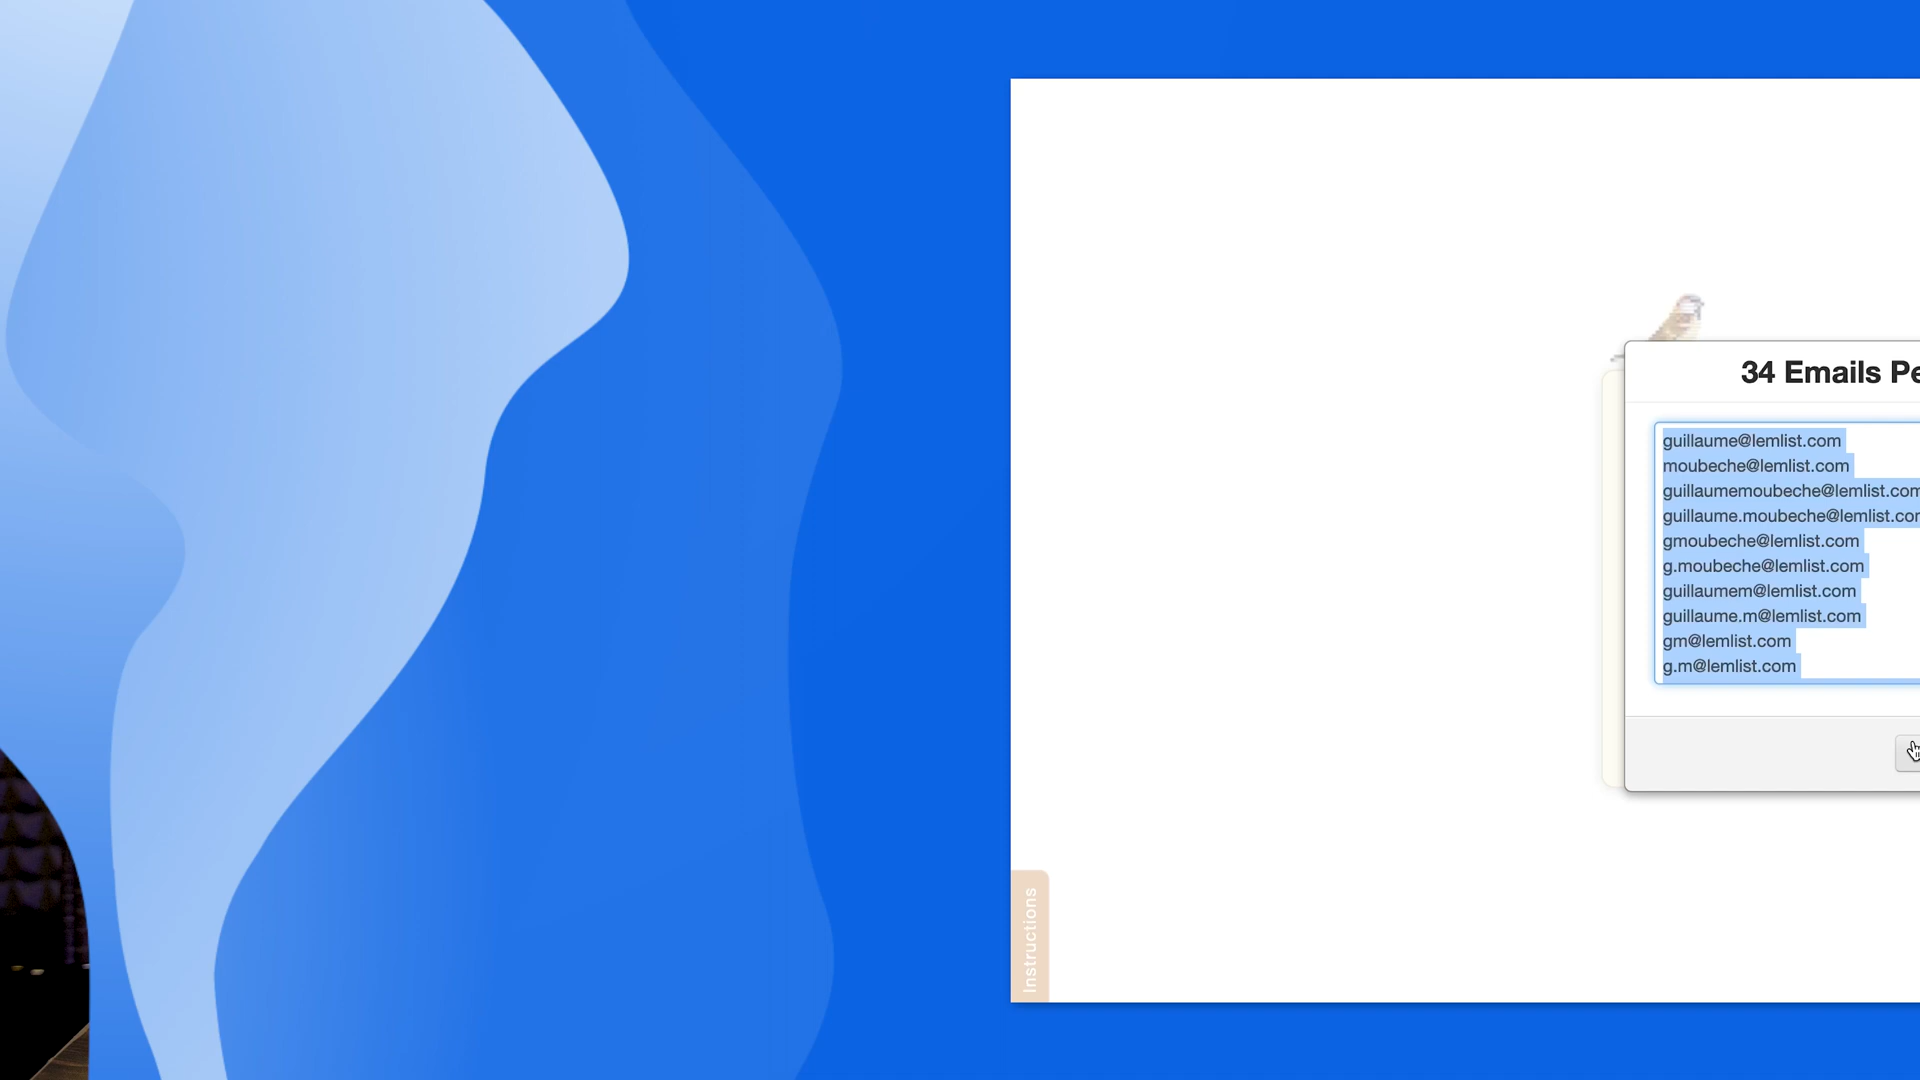 34 Emails Pe
guillaume@lemlist.com
moubeche@lemlist.com
guillaumemoubeche@lemlist.com
guillaume.moubeche@lemlist.co
gmoubeche@lemlist.com
g.moubeche@lemlist.com
guillaumem@lemlist.com
guillaume.m@lemlist.com
gm@lemlist.com
g.m@lemlist.com
Instructions